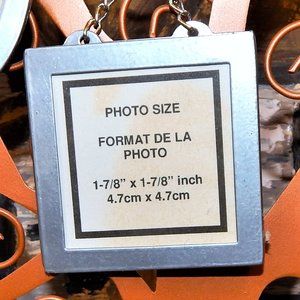 PHOTO SIZE
FORMAT DE LA
PHOTO
1-7/8" x 1-7/8" inch
4.7cm x 4.7cm